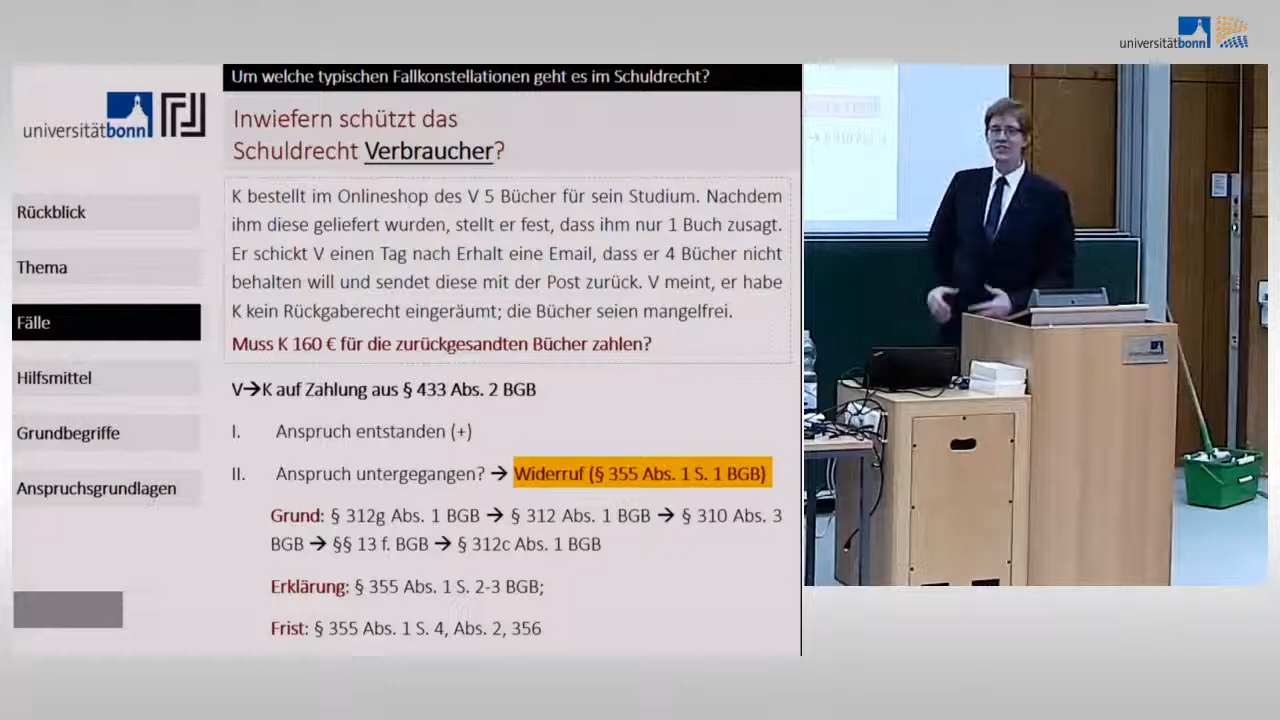 universitätbonn
Um welche typischen Fallkonstellationen geht es im Schuldrecht?
universitätbonn
Inwiefern schützt das
Schuldrecht Verbraucher?
K bestellt im Onlineshop des V 5 Bücher für sein Studium. Nachdem
ihm diese geliefert wurden, stellt er fest, dass ihm nur 1 Buch zusagt.
Er schickt V einen Tag nach Erhalt eine Email, dass er 4 Bücher nicht
behalten will und sendet diese mit der Post zurück. V meint, er habe
K kein Rückgaberecht eingeräumt; die Bücher seien mangelfrei.
Muss K 160 € für die zurückgesandten Bücher zahlen?
Rückblick
Thema
Fälle
Hilfsmittel
Grundbegriffe
Anspruchsgrundlagen
V→K auf Zahlung aus § 433 Abs. 2 BGB
I. Anspruch entstanden (+)
II. Anspruch untergegangen? → Widerruf (§ 355 Abs. 1 S. 1 BGB)
Grund: § 312g Abs. 1 BGB → § 312 Abs. 1 BGB → § 310 Abs. 3
BGB → §§ 13 f. BGB → § 312c Abs. 1 BGB
Erklärung: § 355 Abs. 1 S. 2-3 BGB;
Frist: § 355 Abs. 1 S. 4, Abs. 2, 356